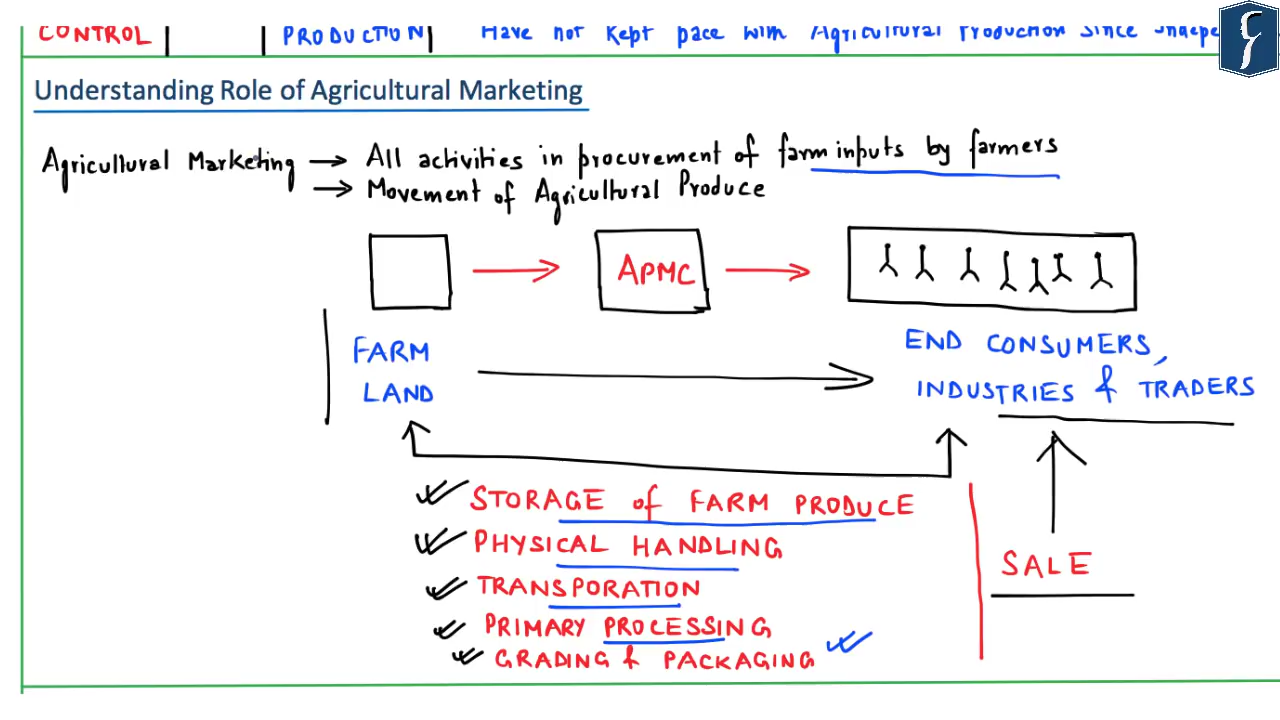 CONTROL PRODUCTION Have not kept pace with Agricultural Production since
Understanding Role of Agricultural Marketing
Agricultural Marketing → All activities in procurement of farm inputs by farmers
→ Movement of Agricultural Produce
APMC
FARM
LAND
END CONSUMERS,
INDUSTRIES & TRADERS
STORAGE of FARM PRODUCE
PHYSICAL HANDLING
TRANSPORATION
PRIMARY PROCESSING
GRADING & PACKAGING
SALE